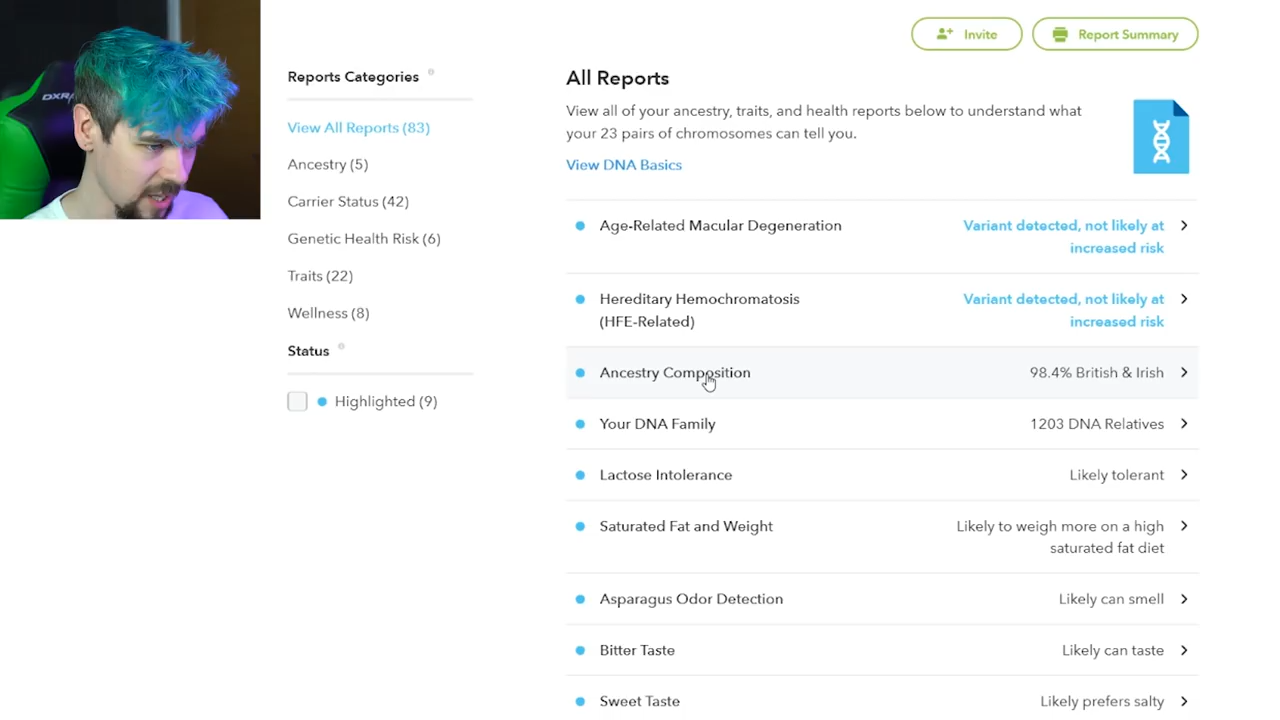 DXRA
Invite
Report Summary
Reports Categories
View All Reports (83)
Ancestry (5)
Carrier Status (42)
Genetic Health Risk (6)
Traits (22)
Wellness (8)
Status
Highlighted (9)
All Reports
View all of your ancestry, traits, and health reports below to understand what
your 23 pairs of chromosomes can tell you.
View DNA Basics
Age-Related Macular Degeneration
Variant detected, not likely at
increased risk
Hereditary Hemochromatosis
(HFE-Related)
Variant detected, not likely at
increased risk
Ancestry Composition
98.4% British & Irish
Your DNA Family
1203 DNA Relatives
Lactose Intolerance
Likely tolerant
Saturated Fat and Weight
Likely to weigh more on a high
saturated fat diet
Asparagus Odor Detection
Likely can smell
Bitter Taste
Likely can taste
Sweet Taste
Likely prefers salty